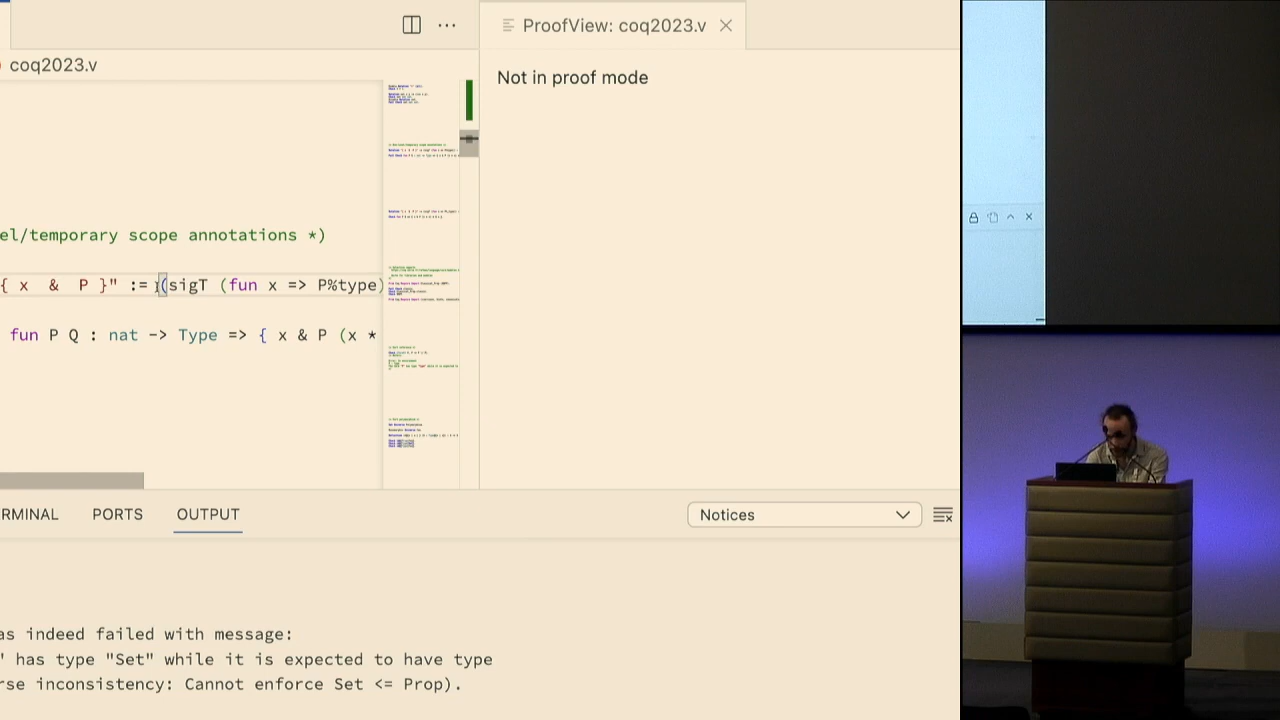 ProofView: coq2023.v
coq2023.v
Not in proof mode
el/temporary scope annotations *)
{ x & P }" := (sigT (fun x => P%type)
fun P Q : nat -> Type => { x & P (x *
RMINAL PORTS OUTPUT
Notices
as indeed failed with message:
" has type "Set" while it is expected to have type
rse inconsistency: Cannot enforce Set <= Prop).